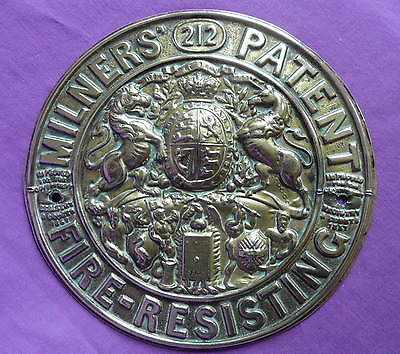 MILNERS' 212 PATENT
FIRE-RESISTING